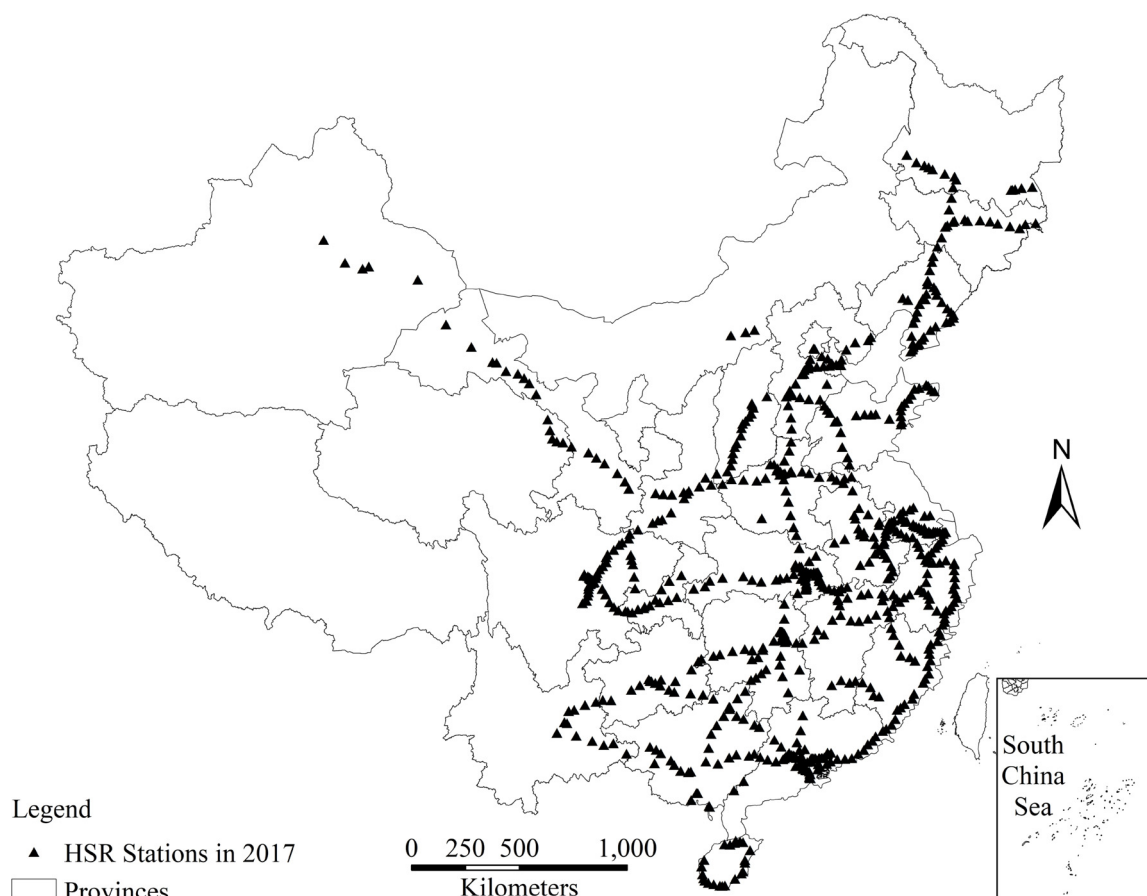 N
South
China
Sea
Legend
HSR Stations in 2017
Provinces
0 250 500 1,000
Kilometers